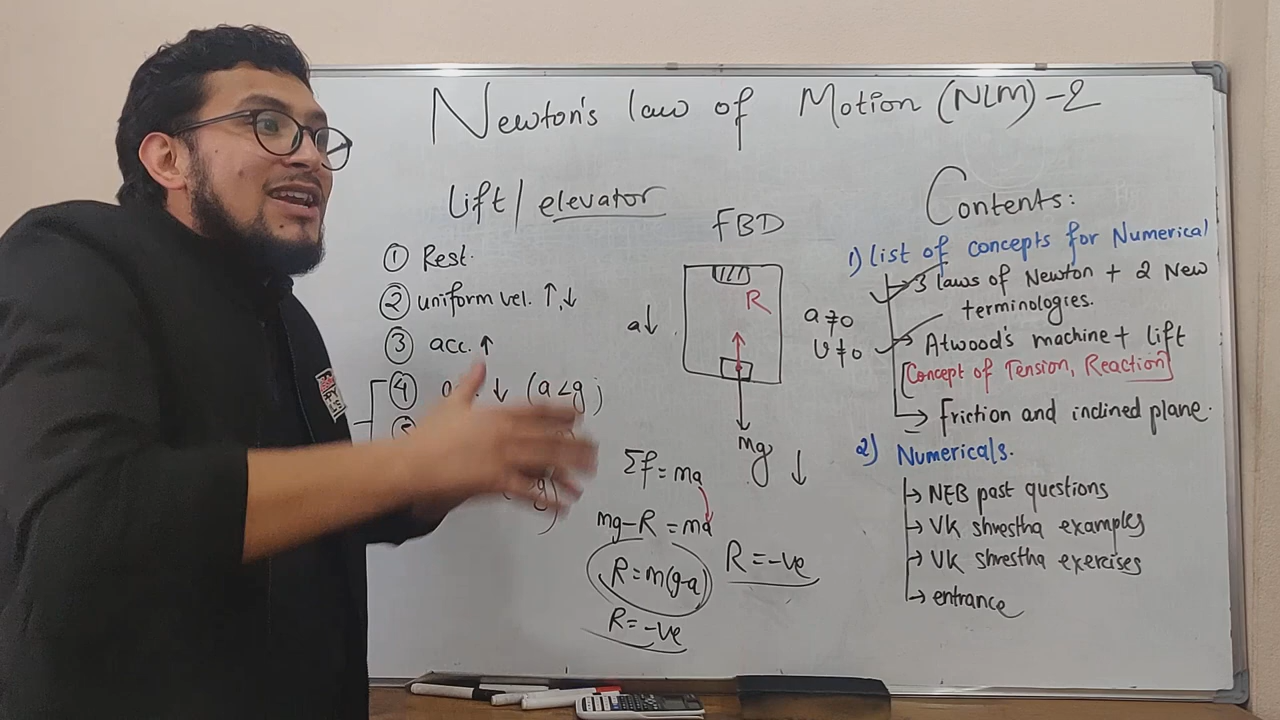 Newton's law of Motion (NLM)-2
Lift/elevator
① Rest.
② uniform vel. ↑,↓
③ acc. ↑
④ ↓ (a<g)
FBD
R
a↓
a≠0
v≠0
mg ↓
Σf=ma
mg-R=ma
R=m(g-a)
R=-ve
R=-ve
Contents:
1) list of concepts for Numerical
→ 3 laws of Newton + 2 New
terminologies.
→ Atwood's machine + lift
[Concept of Tension, Reaction]
→ friction and inclined plane.
2) Numericals.
→ NEB past questions
→ VK shrestha examples
→ VK shrestha exercises
→ entrance